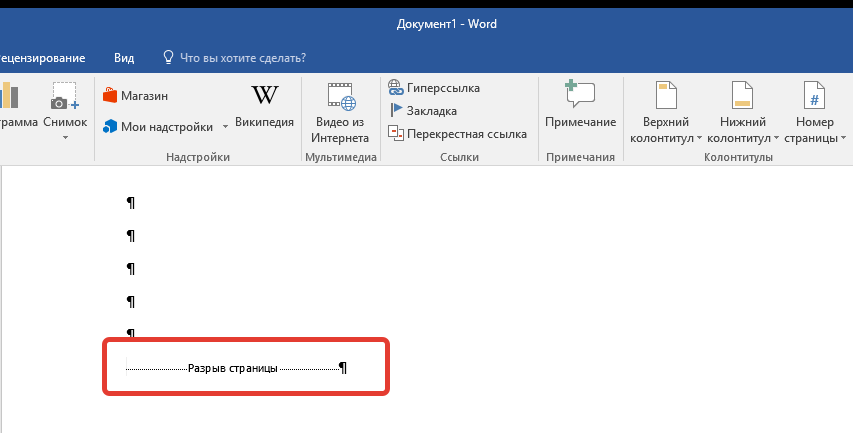 Документ1 - Word
ецензирование Вид Что вы хотите сделать?
рамма Снимок
Магазин
Мои надстройки
Википедия
Надстройки
Видео из
Интернета
Мультимедиа
Гиперссылка
Закладка
Перекрестная ссылка
Ссылки
Примечание
Примечания
Верхний
колонтитул
Нижний
колонтитул
Номер
страницы
Колонтитулы
¶
¶
¶
¶
¶
Разрыв страницы ¶